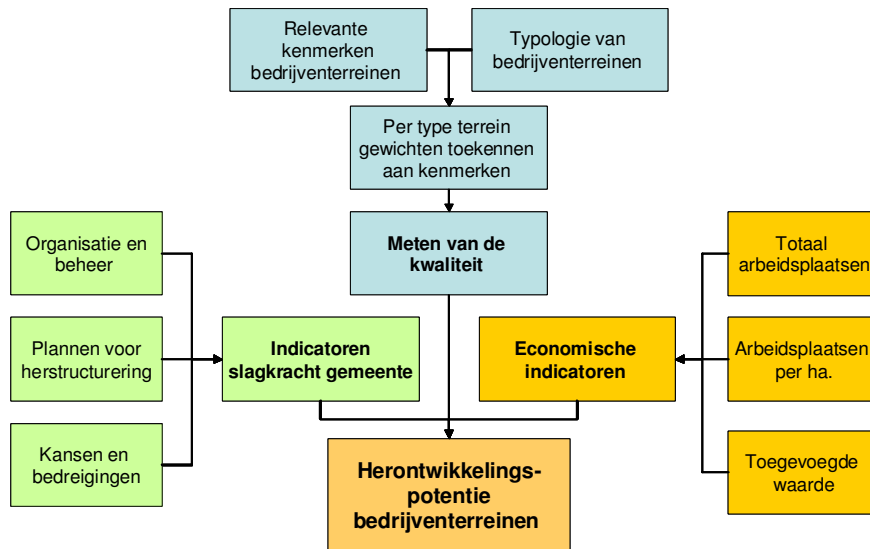 Relevante
kenmerken
bedrijventerreinen
Typologie van
bedrijventerreinen
Per type terrein
gewichten toekennen
aan kenmerken
Meten van de
kwaliteit
Organisatie en
beheer
Plannen voor
herstructurering
Kansen en
bedreigingen
Indicatoren
slagkracht gemeente
Economische
indicatoren
Totaal
arbeidsplaatsen
Arbeidsplaatsen
per ha.
Toegevoegde
waarde
Herontwikkelings-
potentie
bedrijventerreinen